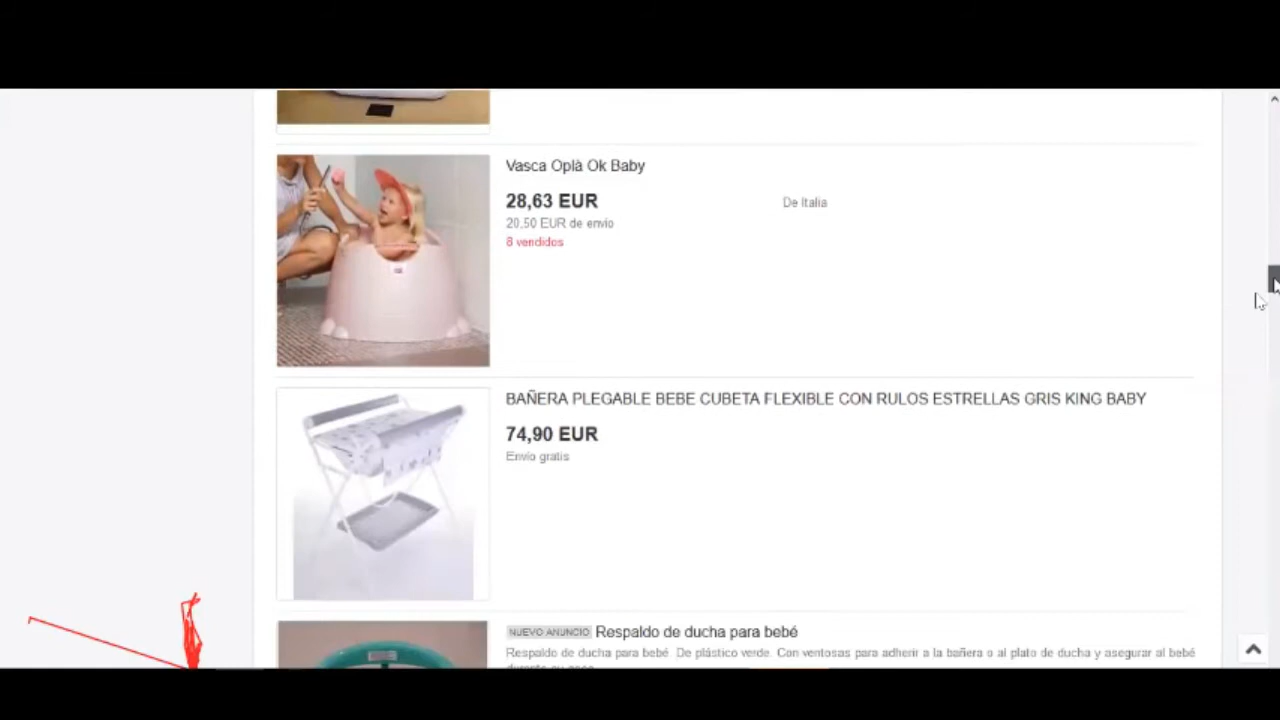 Vasca Oplà Ok Baby
28,63 EUR
De Italia
20,50 EUR de envío
8 vendidos
BAÑERA PLEGABLE BEBE CUBETA FLEXIBLE CON RULOS ESTRELLAS GRIS KING BABY
74,90 EUR
Envío gratis
NUEVO ANUNCIO Respaldo de ducha para bebé
Respaldo de ducha para bebé De plástico verde. Con ventosas para adherir a la bañera o al plato de ducha y asegurar al bebé